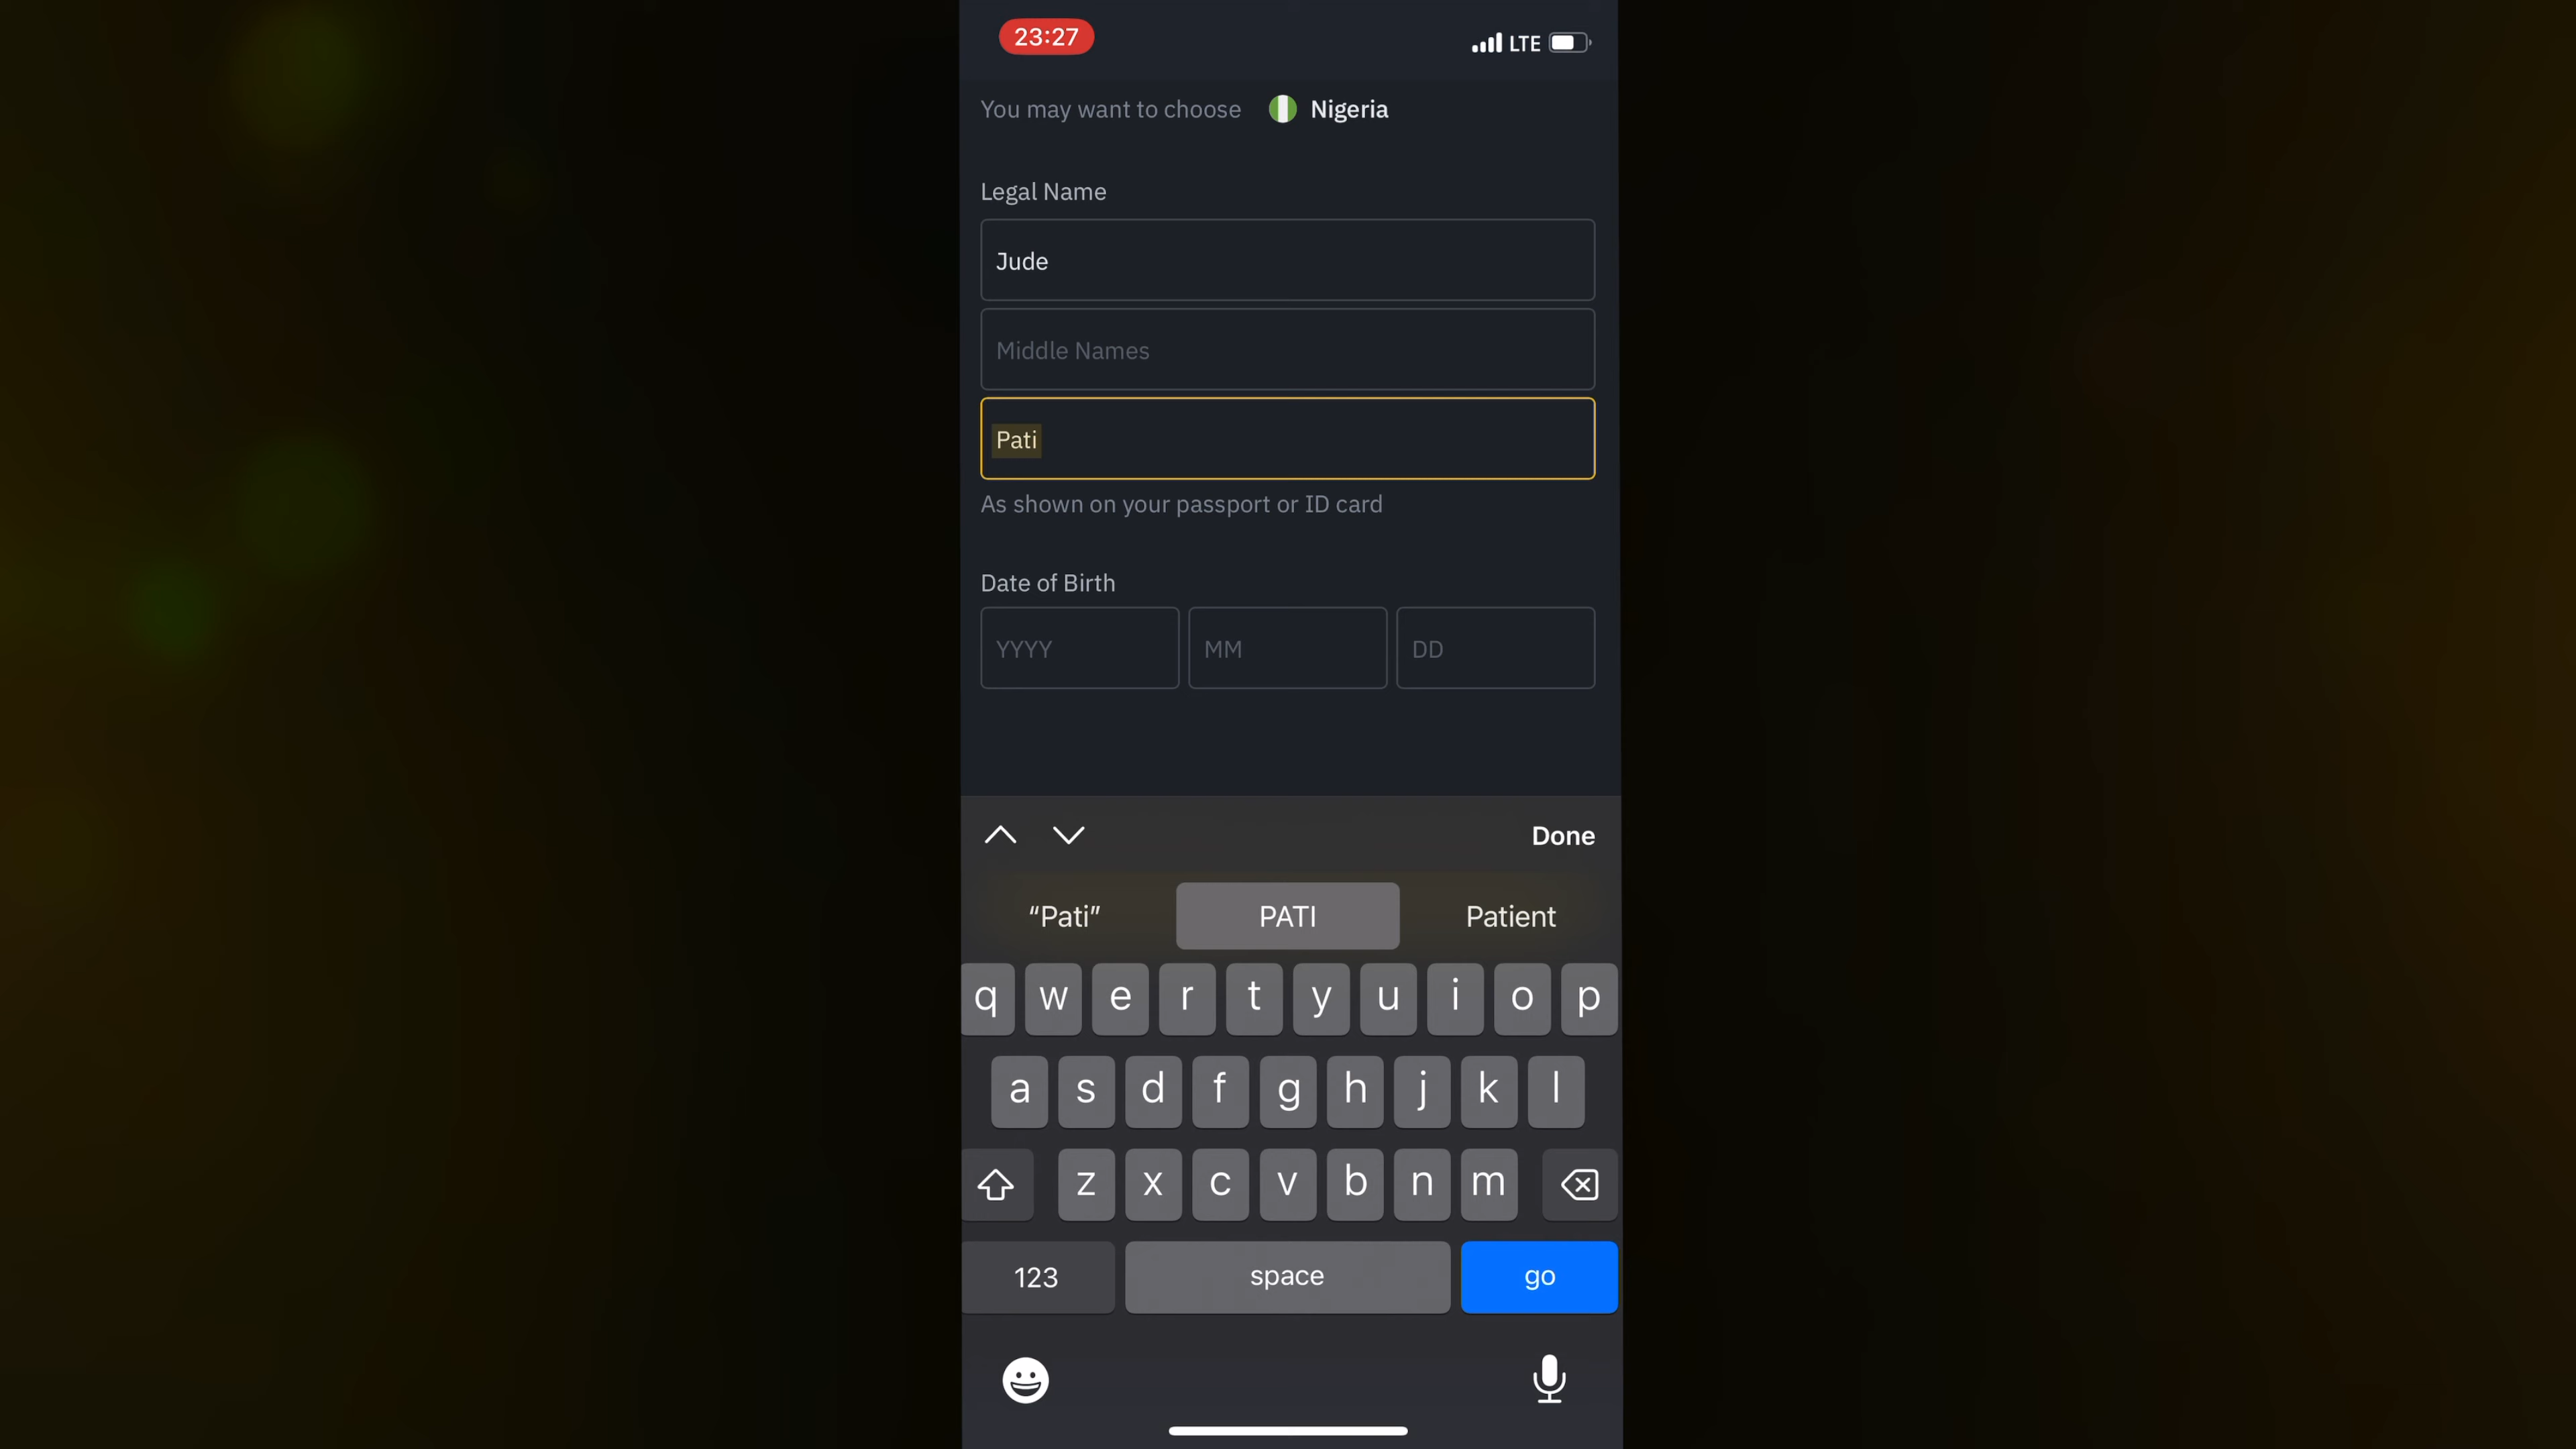 23:27 LTE
You may want to choose Nigeria
Legal Name
Jude
Middle Names
Pati
As shown on your passport or ID card
Date of Birth
YYYY MM DD
Done
“Pati” PATI Patient
q w e r t y u i o p
a s d f g h j k l
z x c v b n m
123 space go